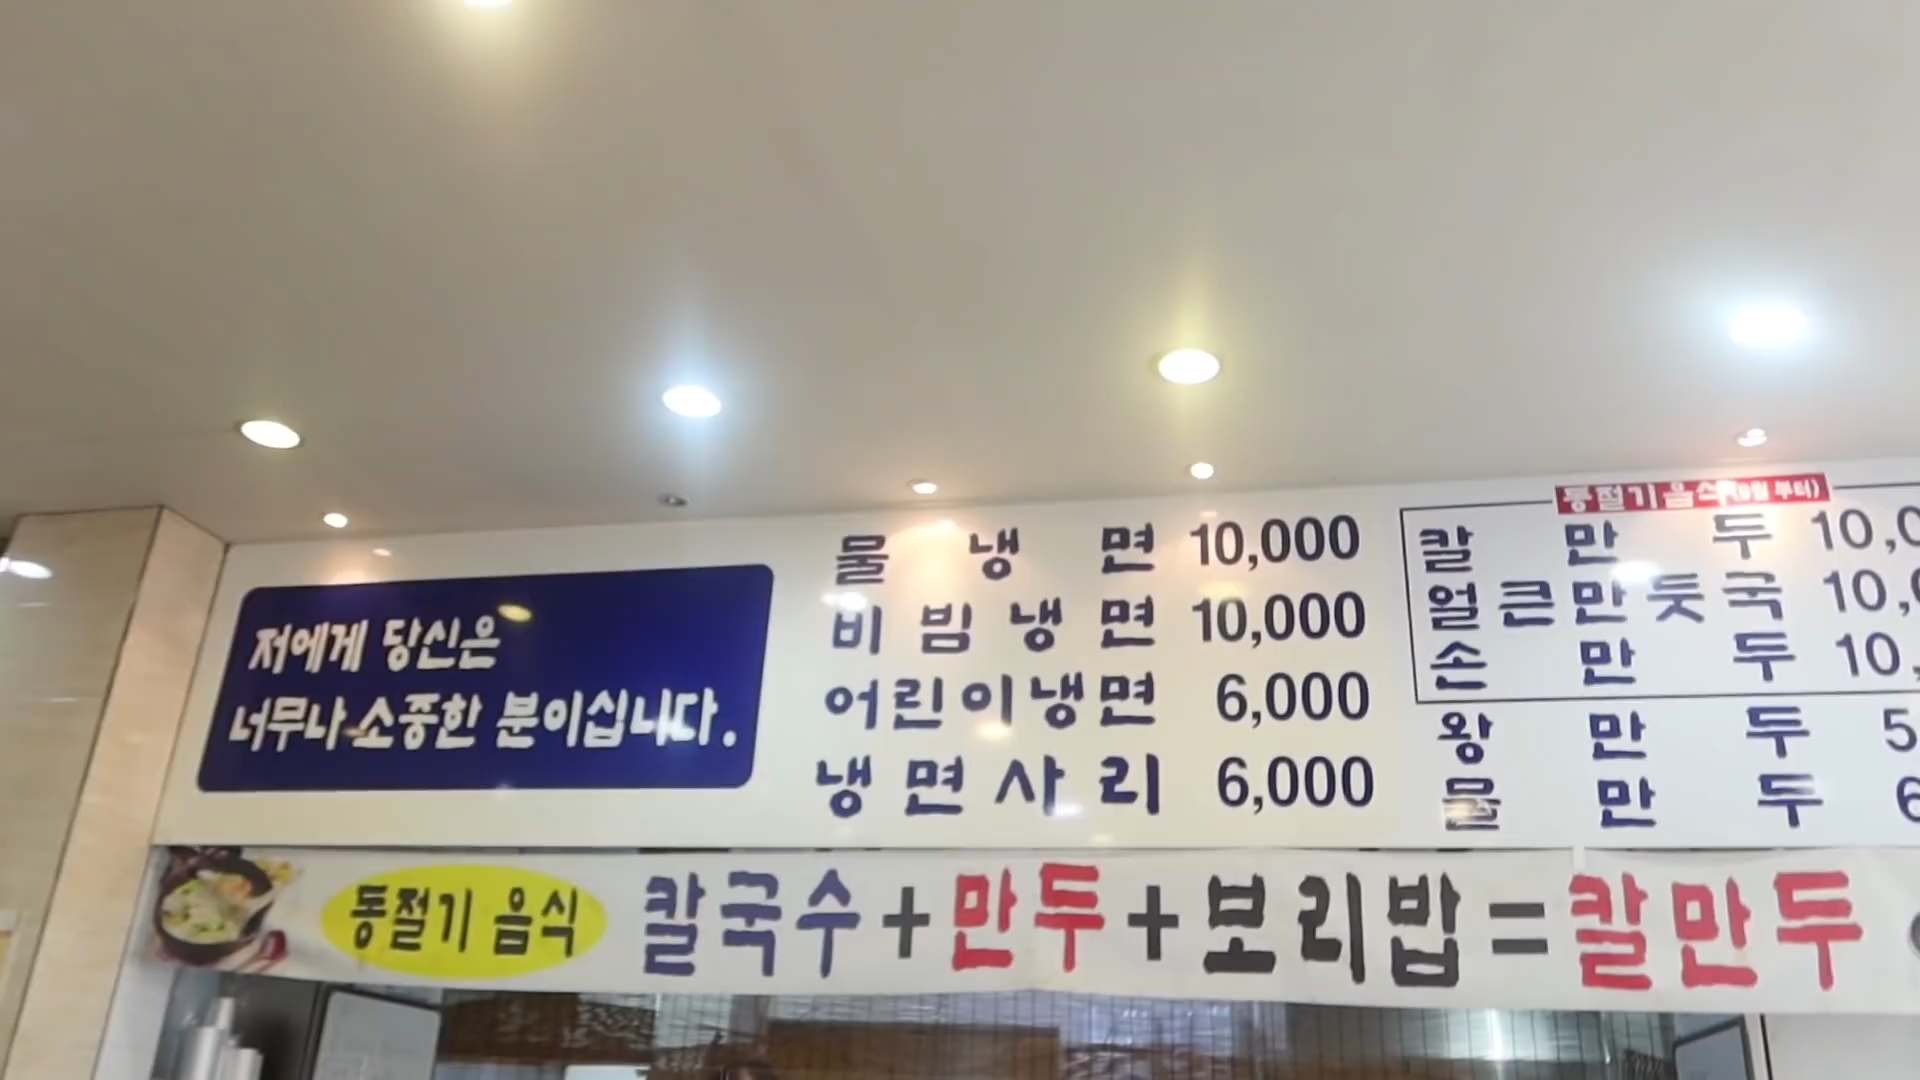 저에게 당신은
너무나 소중한 분이십니다.
물냉면 10,000
비빔냉면 10,000
어린이냉면 6,000
냉면사리 6,000
동절기음식(9월 부터)
칼만두 10,0
얼큰만둣국 10,0
손만두 10,
왕만두 5
물만두 6
동절기 음식 칼국수+만두+보리밥=칼만두